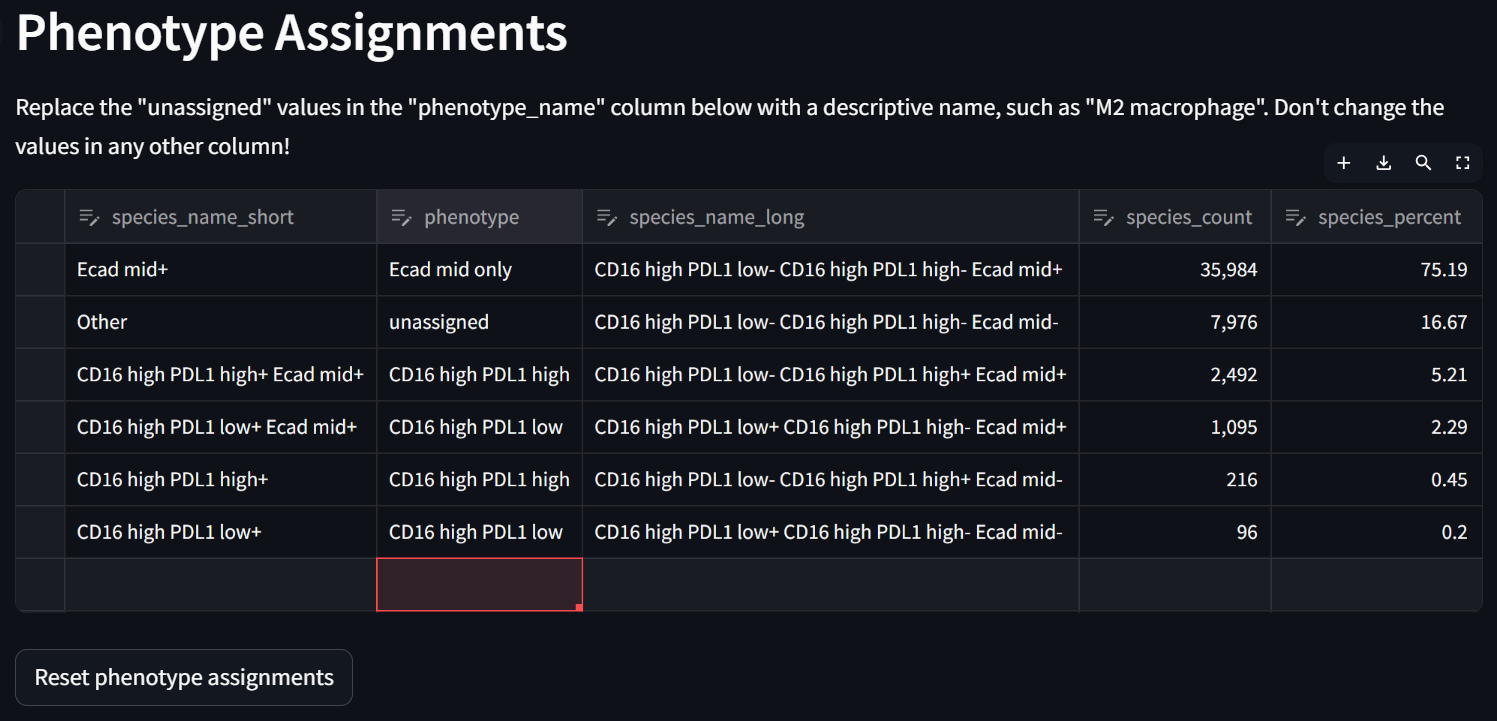 Phenotype Assignments
Replace the "unassigned" values in the "phenotype_name" column below with a descriptive name, such as "M2 macrophage". Don't change the
values in any other column!
species_name_short phenotype species_name_long species_count species_percent
Ecad mid+ Ecad mid only CD16 high PDL1 low- CD16 high PDL1 high- Ecad mid+ 35,984 75.19
Other unassigned CD16 high PDL1 low- CD16 high PDL1 high- Ecad mid- 7,976 16.67
CD16 high PDL1 high+ Ecad mid+ CD16 high PDL1 high CD16 high PDL1 low- CD16 high PDL1 high+ Ecad mid+ 2,492 5.21
CD16 high PDL1 low+ Ecad mid+ CD16 high PDL1 low CD16 high PDL1 low+ CD16 high PDL1 high- Ecad mid+ 1,095 2.29
CD16 high PDL1 high+ CD16 high PDL1 high CD16 high PDL1 low- CD16 high PDL1 high+ Ecad mid- 216 0.45
CD16 high PDL1 low+ CD16 high PDL1 low CD16 high PDL1 low+ CD16 high PDL1 high- Ecad mid- 96 0.2
Reset phenotype assignments